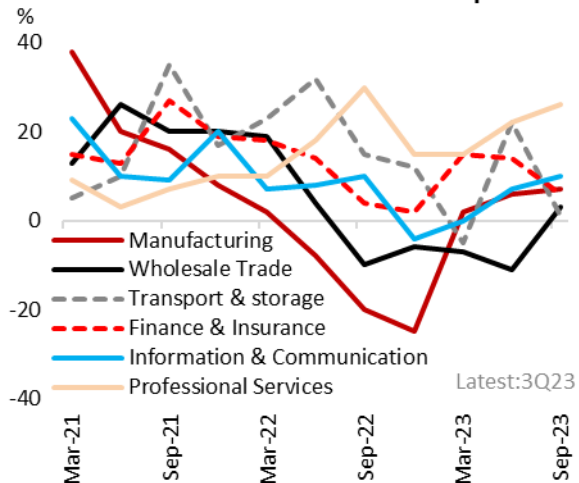 %
40
20
0
-20
-40
Manufacturing
Wholesale Trade
Transport & storage
Finance & Insurance
Information & Communication
Professional Services
Latest:3Q23
Mar-21
Sep-21
Mar-22
Sep-22
Mar-23
Sep-23